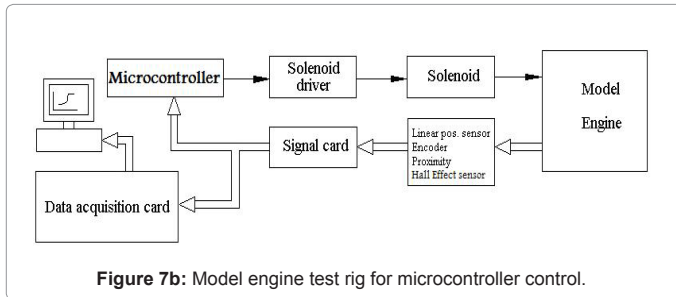 Microcontroller
Solenoid
driver
Solenoid
Model
Engine
Signal card
Linear pos. sensor
Encoder
Proximity
Hall Effect sensor
Data acquisition card
Figure 7b: Model engine test rig for microcontroller control.